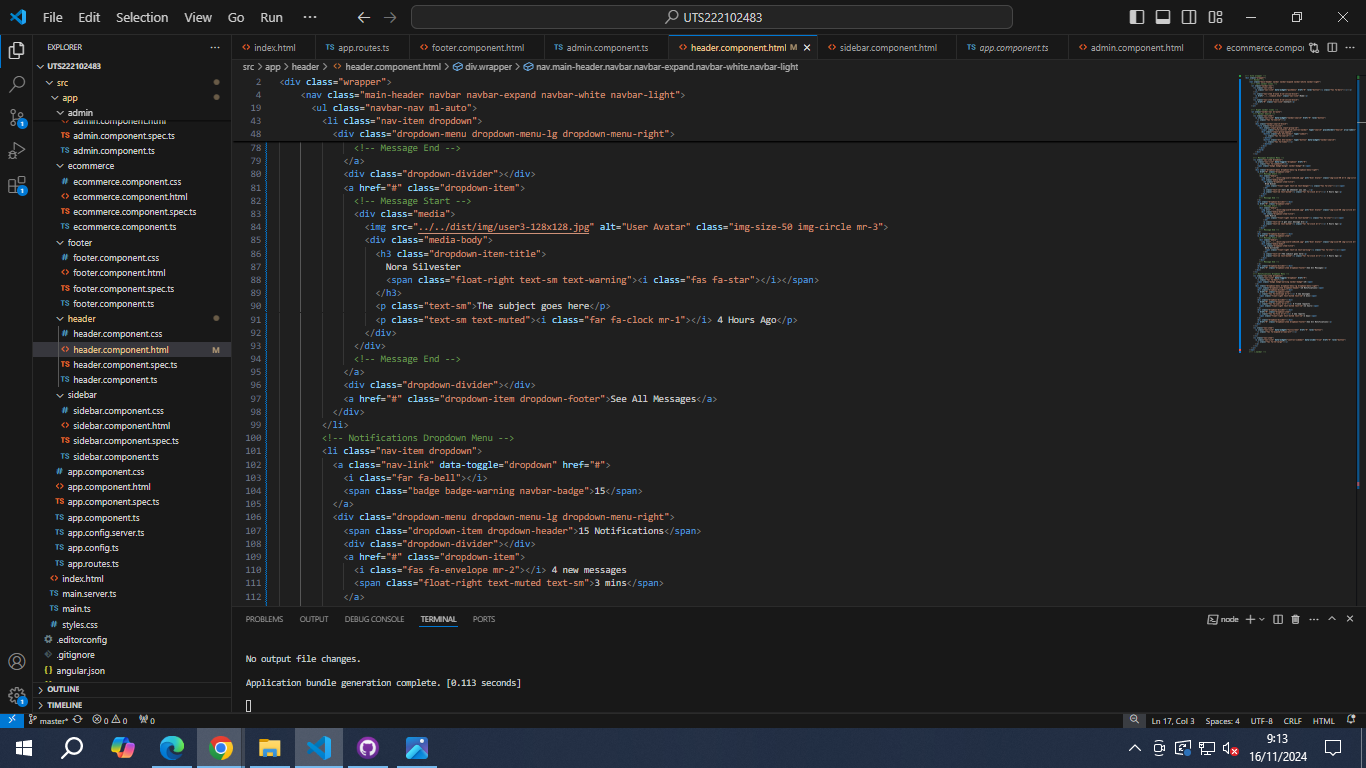 File Edit Selection View Go Run ··· UTS222102483
EXPLORER ···
UTS222102483
src
app
admin
admin.component.html
admin.component.spec.ts
admin.component.ts
ecommerce
ecommerce.component.css
ecommerce.component.html
ecommerce.component.spec.ts
ecommerce.component.ts
footer
footer.component.css
footer.component.html
footer.component.spec.ts
footer.component.ts
header
header.component.css
header.component.html M
header.component.spec.ts
header.component.ts
sidebar
sidebar.component.css
sidebar.component.html
sidebar.component.spec.ts
sidebar.component.ts
app.component.css
app.component.html
app.component.spec.ts
app.component.ts
app.config.server.ts
app.config.ts
app.routes.ts
index.html
main.server.ts
main.ts
styles.css
.editorconfig
.gitignore
angular.json
OUTLINE
TIMELINE
index.html app.routes.ts footer.component.html admin.component.ts header.component.html M sidebar.component.html app.component.ts admin.component.html ecommerce.compo
src > app > header > header.component.html > div.wrapper > nav.main-header.navbar.navbar-expand.navbar-white.navbar-light
2 <div class="wrapper">
4 <nav class="main-header navbar navbar-expand navbar-white navbar-light">
19 <ul class="navbar-nav ml-auto">
43 <li class="nav-item dropdown">
48 <div class="dropdown-menu dropdown-menu-lg dropdown-menu-right">
78 <!-- Message End -->
79 </a>
80 <div class="dropdown-divider"></div>
81 <a href="#" class="dropdown-item">
82 <!-- Message Start -->
83 <div class="media">
84 <img src="../../dist/img/user3-128x128.jpg" alt="User Avatar" class="img-size-50 img-circle mr-3">
85 <div class="media-body">
86 <h3 class="dropdown-item-title">
87 Nora Silvester
88 <span class="float-right text-sm text-warning"><i class="fas fa-star"></i></span>
89 </h3>
90 <p class="text-sm">The subject goes here</p>
91 <p class="text-sm text-muted"><i class="far fa-clock mr-1"></i> 4 Hours Ago</p>
92 </div>
93 </div>
94 <!-- Message End -->
95 </a>
96 <div class="dropdown-divider"></div>
97 <a href="#" class="dropdown-item dropdown-footer">See All Messages</a>
98 </div>
99 </li>
100 <!-- Notifications Dropdown Menu -->
101 <li class="nav-item dropdown">
102 <a class="nav-link" data-toggle="dropdown" href="#">
103 <i class="far fa-bell"></i>
104 <span class="badge badge-warning navbar-badge">15</span>
105 </a>
106 <div class="dropdown-menu dropdown-menu-lg dropdown-menu-right">
107 <span class="dropdown-item dropdown-header">15 Notifications</span>
108 <div class="dropdown-divider"></div>
109 <a href="#" class="dropdown-item">
110 <i class="fas fa-envelope mr-2"></i> 4 new messages
111 <span class="float-right text-muted text-sm">3 mins</span>
112 </a>
PROBLEMS OUTPUT DEBUG CONSOLE TERMINAL PORTS node
No output file changes.
Application bundle generation complete. [0.113 seconds]
master* 0 0 0 Ln 17, Col 3 Spaces: 4 UTF-8 CRLF HTML
9:13
16/11/2024